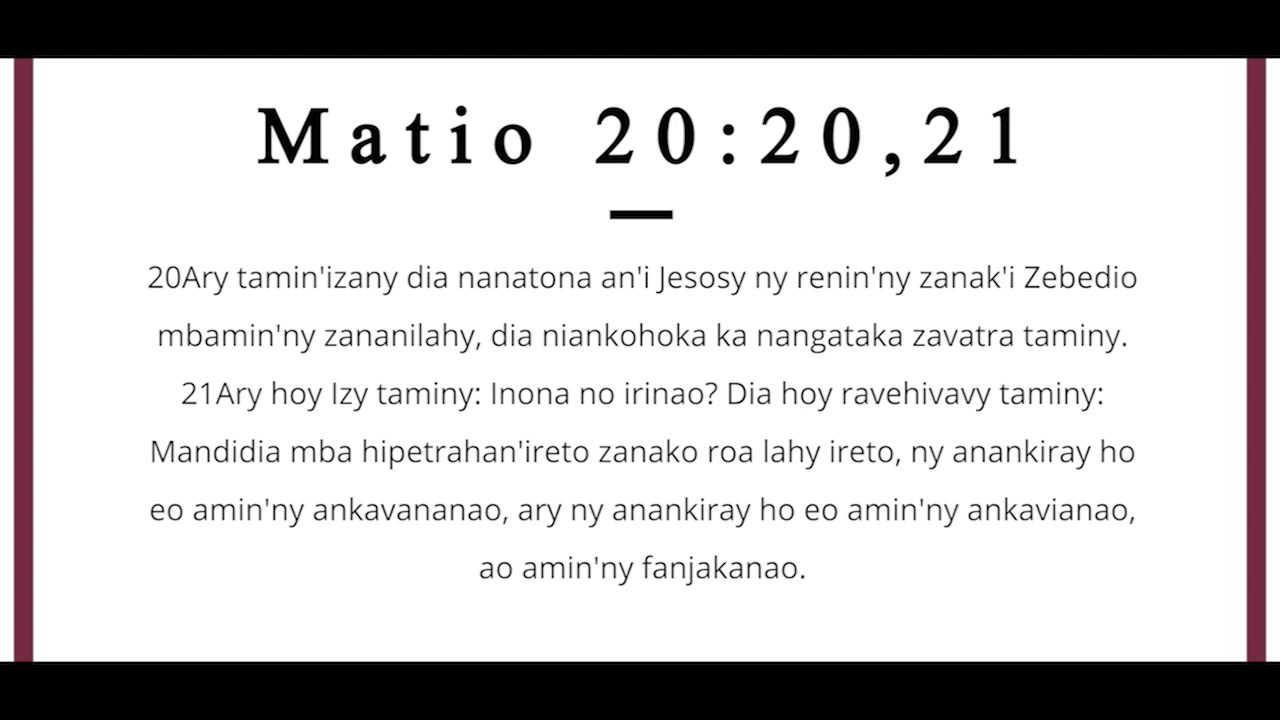 Matio 20:20,21
20Ary tamin'izany dia nanatona an'i Jesosy ny renin'ny zanak'i Zebedio
mbamin'ny zananilahy, dia niankohoka ka nangataka zavatra taminy.
21Ary hoy Izy taminy: Inona no irinao? Dia hoy ravehivavy taminy:
Mandidia mba hipetrahan'ireto zanako roa lahy ireto, ny anankiray ho
eo amin'ny ankavananao, ary ny anankiray ho eo amin'ny ankavianao,
ao amin'ny fanjakanao.